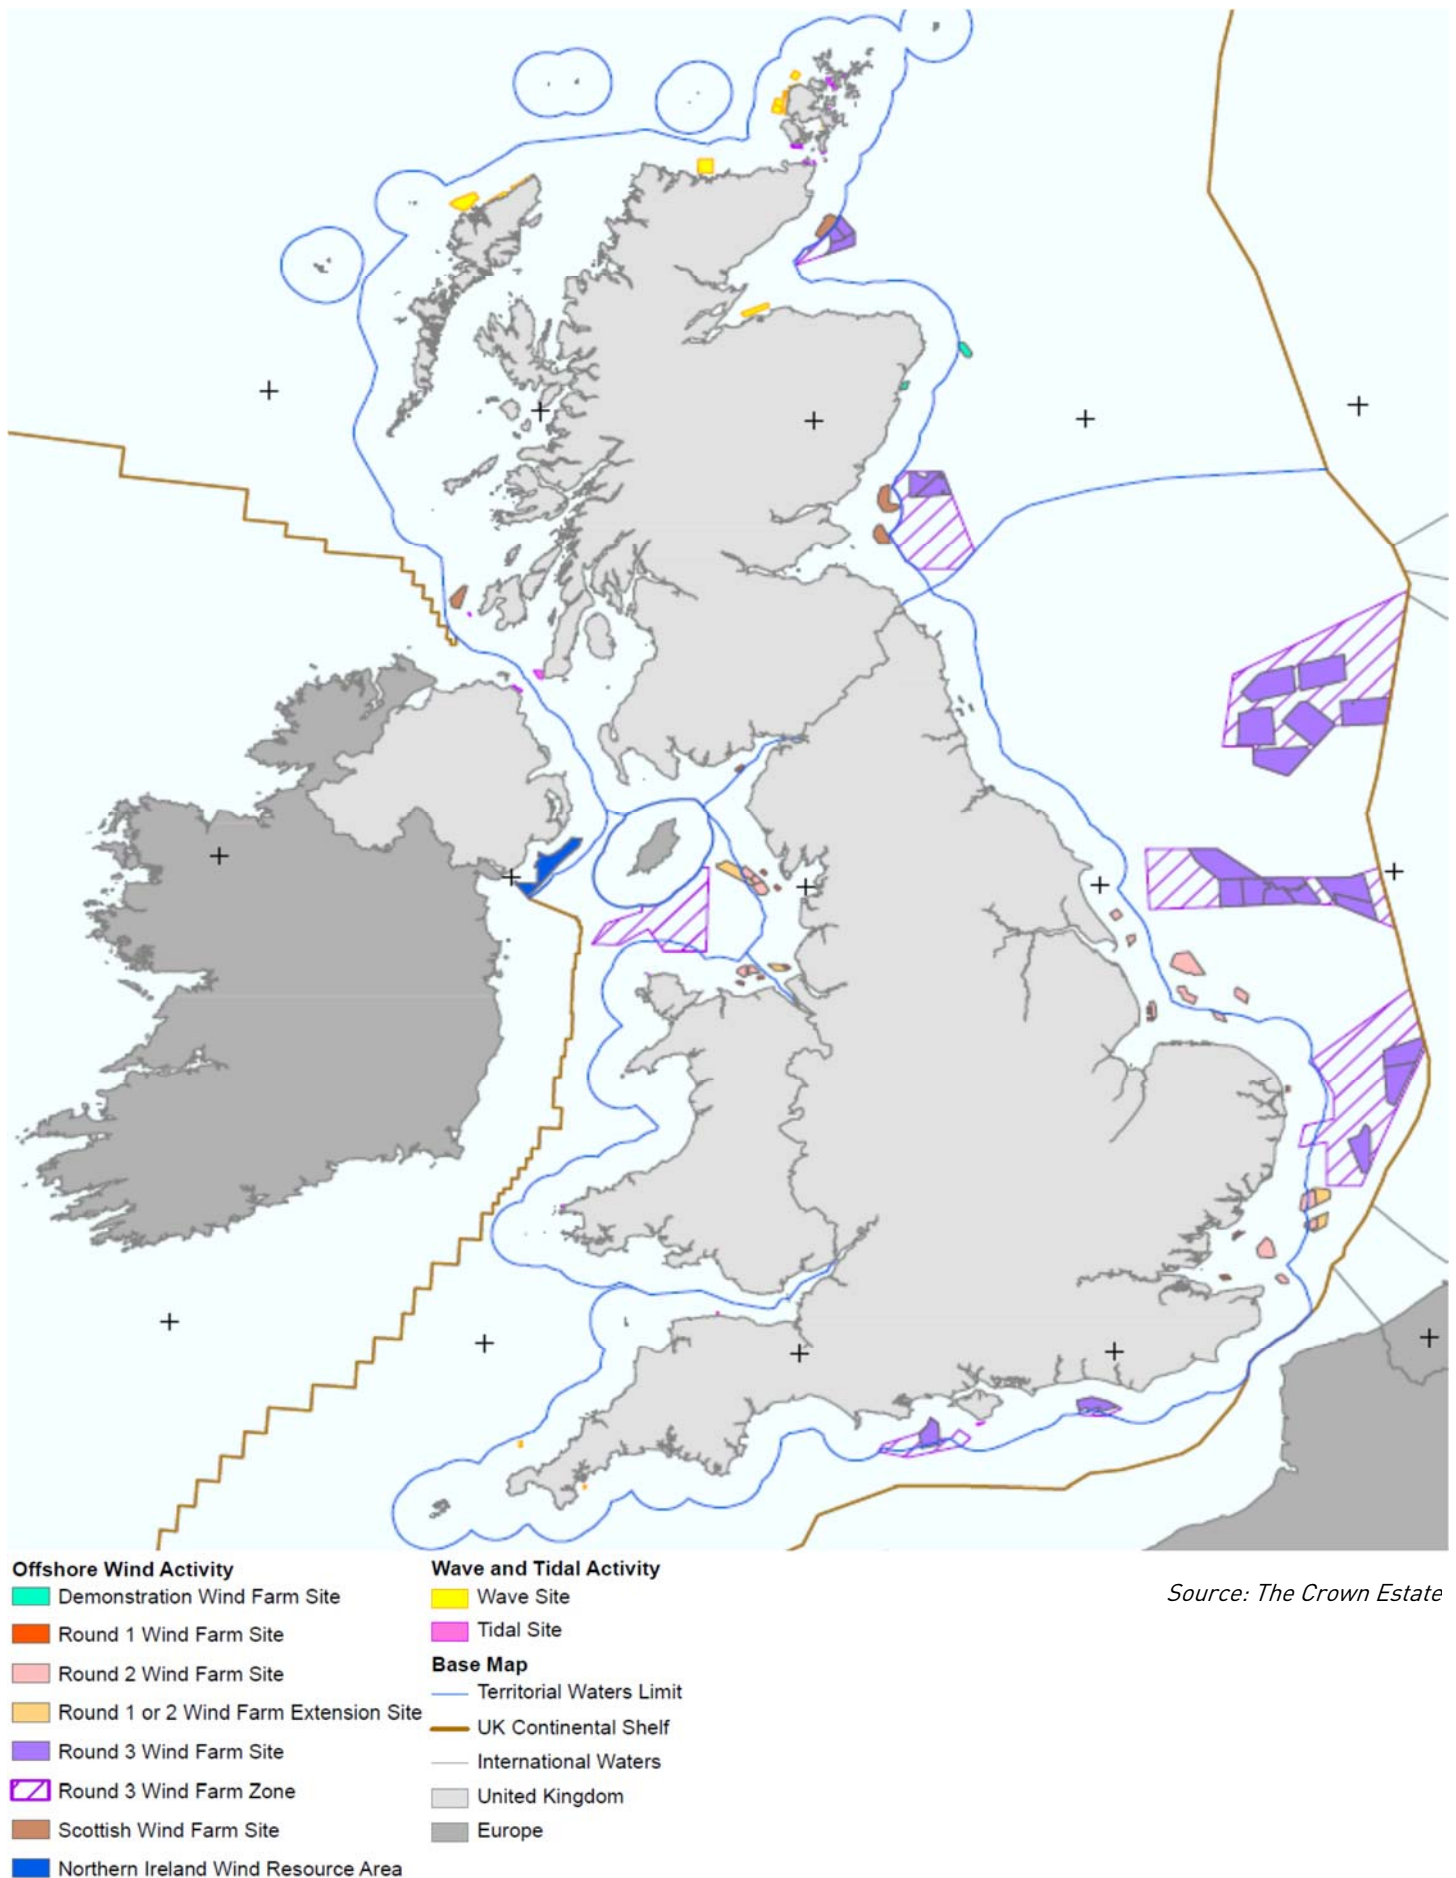 Offshore Wind Activity
Demonstration Wind Farm Site
Round 1 Wind Farm Site
Round 2 Wind Farm Site
Round 1 or 2 Wind Farm Extension Site
Round 3 Wind Farm Site
Round 3 Wind Farm Zone
Scottish Wind Farm Site
Northern Ireland Wind Resource Area
Wave and Tidal Activity
Wave Site
Tidal Site
Base Map
Territorial Waters Limit
UK Continental Shelf
International Waters
United Kingdom
Europe
Source: The Crown Estate